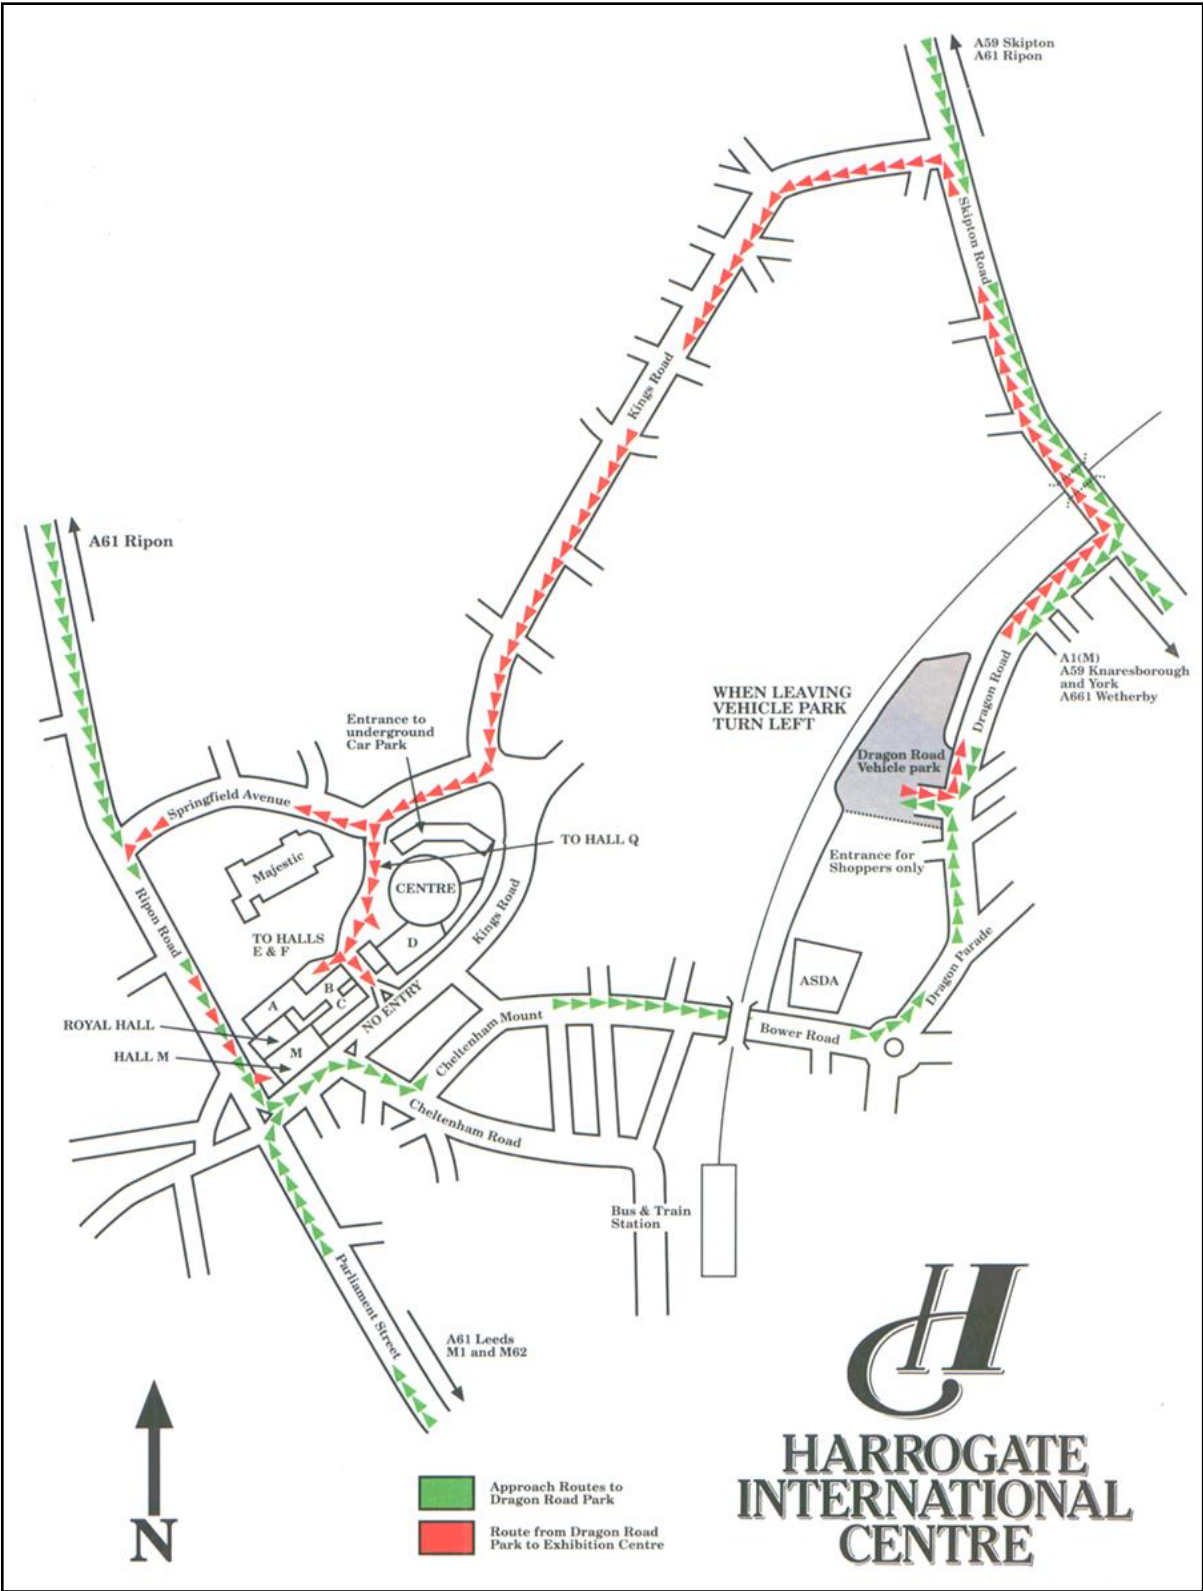 A59 Skipton
A61 Ripon
Skipton Road
Kings Road
A61 Ripon
A1(M)
A59 Knaresborough
and York
A661 Wetherby
Dragon Road
WHEN LEAVING
VEHICLE PARK
TURN LEFT
Entrance to
underground
Car Park
Dragon Road
Vehicle park
Springfield Avenue
TO HALL Q
Majestic
Entrance for
Shoppers only
CENTRE
Kings Road
Ripon Road
TO HALLS
E & F
D
Dragon Parade
ASDA
B
A
C
NO ENTRY
ROYAL HALL
M
HALL M
Cheltenham Mount
Bower Road
Cheltenham Road
Bus & Train
Station
Parliament Street
A61 Leeds
M1 and M62
H
N
Approach Routes to
Dragon Road Park
Route from Dragon Road
Park to Exhibition Centre
HARROGATE
INTERNATIONAL
CENTRE